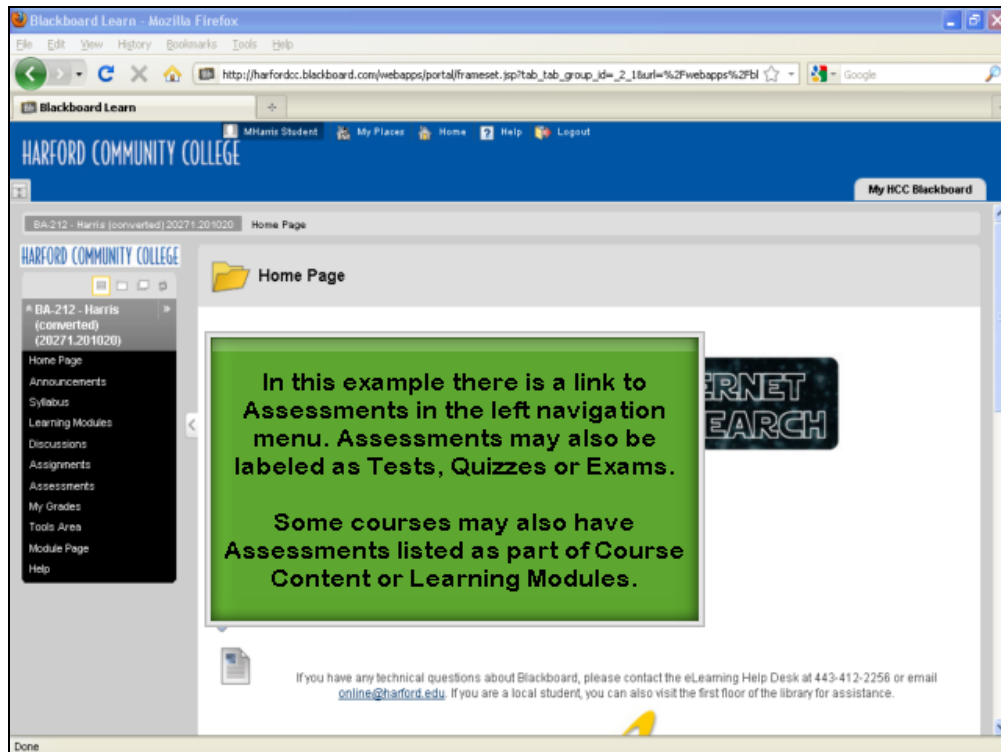 Blackboard Learn - Mozilla Firefox
File Edit View History Bookmarks Tools Help
http://harfordcc.blackboard.com/webapps/portal/frameset.jsp?tab_tab_group_id=_2_1&url=%2Fwebapps%2Fbl
Google
Blackboard Learn
MHarris Student My Places Home Help Logout
HARFORD COMMUNITY COLLEGE
My HCC Blackboard
BA-212 - Harris (converted) 20271.201020 Home Page
HARFORD COMMUNITY COLLEGE
Home Page
BA-212 - Harris
(converted)
(20271.201020)
Home Page
Announcements
Syllabus
Learning Modules
Discussions
Assignments
Assessments
My Grades
Tools Area
Module Page
Help
In this example there is a link to
Assessments in the left navigation
menu. Assessments may also be
labeled as Tests, Quizzes or Exams.
Some courses may also have
Assessments listed as part of Course
Content or Learning Modules.
If you have any technical questions about Blackboard, please contact the eLearning Help Desk at 443-412-2256 or email
online@harford.edu. If you are a local student, you can also visit the first floor of the library for assistance.
Done